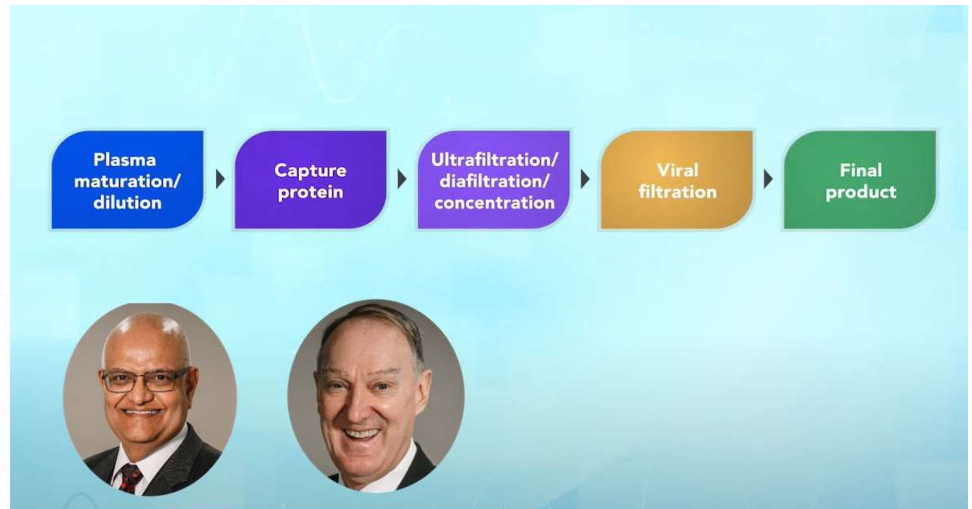 Plasma
maturation/
dilution
Capture
protein
Ultrafiltration/
diafiltration/
concentration
Viral
filtration
Final
product